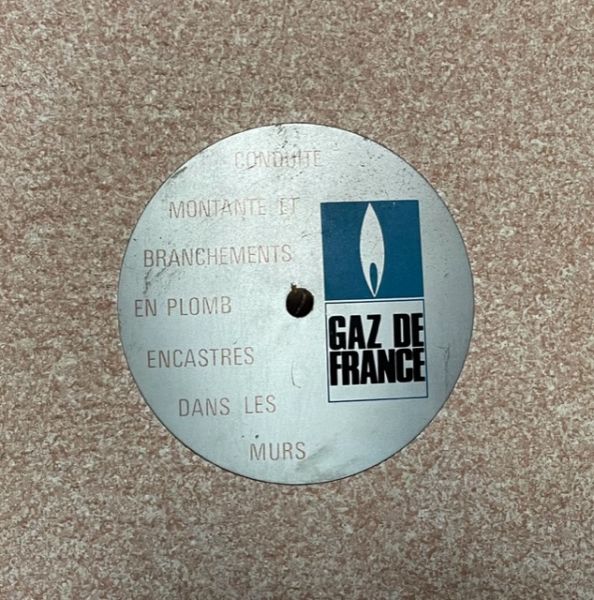 CONDUITE
MONTANTE ET
BRANCHEMENTS
EN PLOMB
ENCASTRES
DANS LES
MURS
GAZ DE
FRANCE